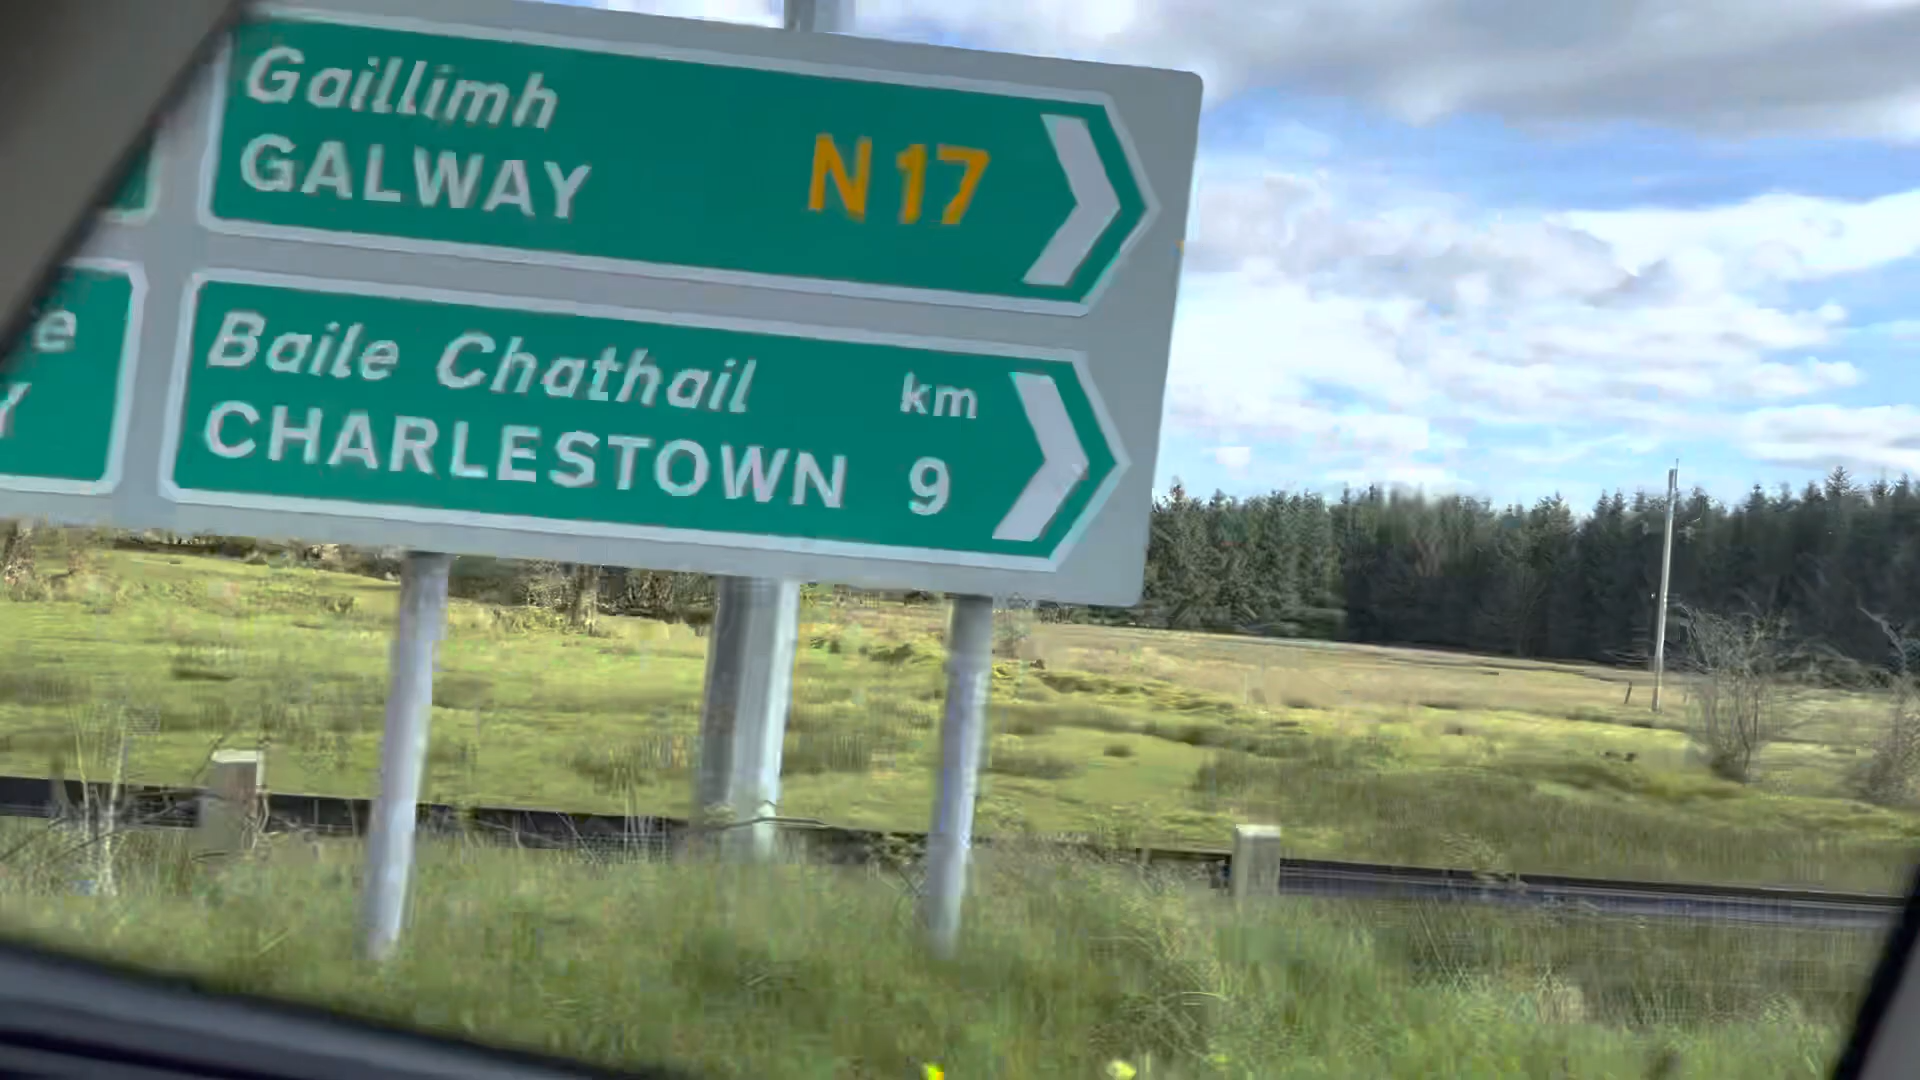 Gaillimh
GALWAY N17
Baile Chathail km
CHARLESTOWN 9
e
Y